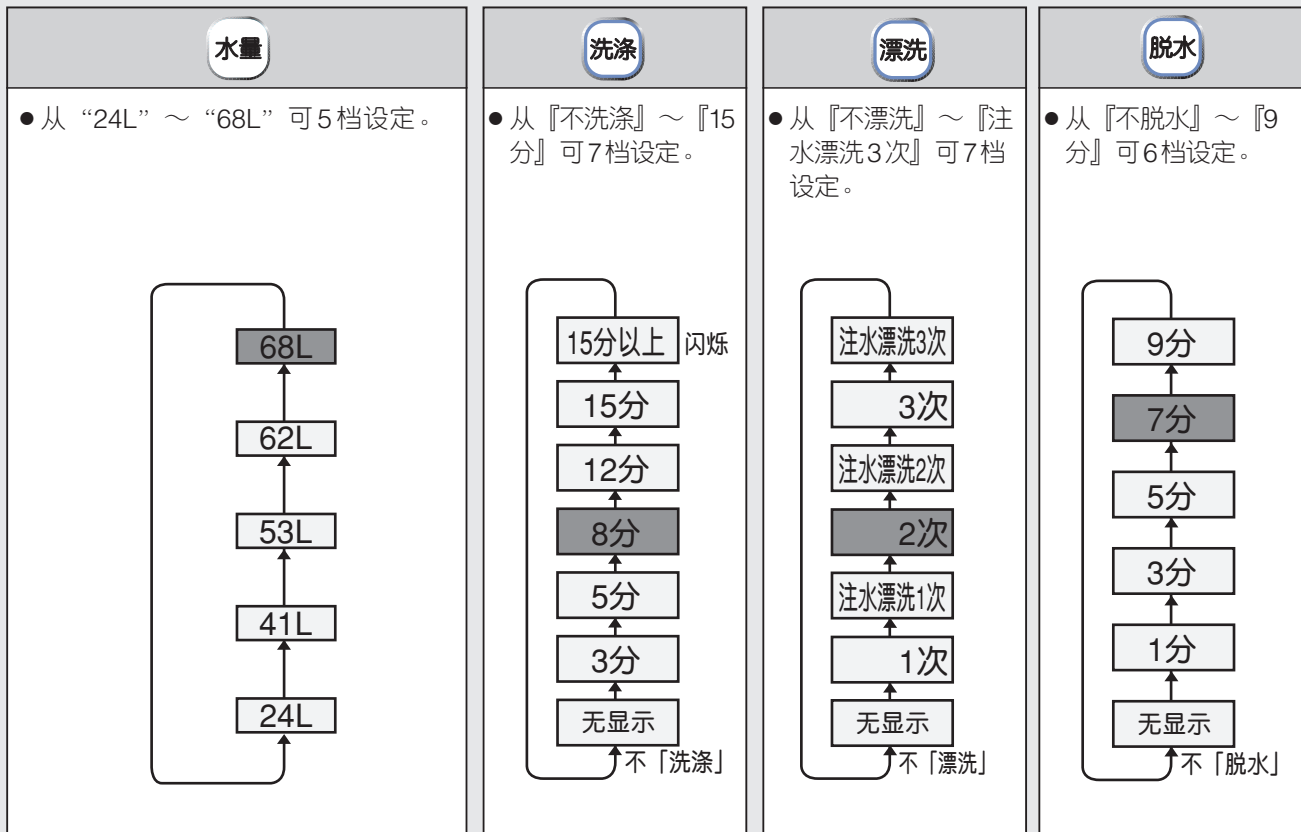 水量
● 从 “24L” ～ “68L” 可5档设定。
68L
62L
53L
41L
24L
洗涤
● 从『不洗涤』～『15
分』可7档设定。
15分以上 闪烁
15分
12分
8分
5分
3分
无显示
不「洗涤」
漂洗
● 从『不漂洗』～『注
水漂洗3次』可7档
设定。
注水漂洗3次
3次
注水漂洗2次
2次
注水漂洗1次
1次
无显示
不「漂洗」
脱水
● 从『不脱水』～『9
分』可6档设定。
9分
7分
5分
3分
1分
无显示
不「脱水」